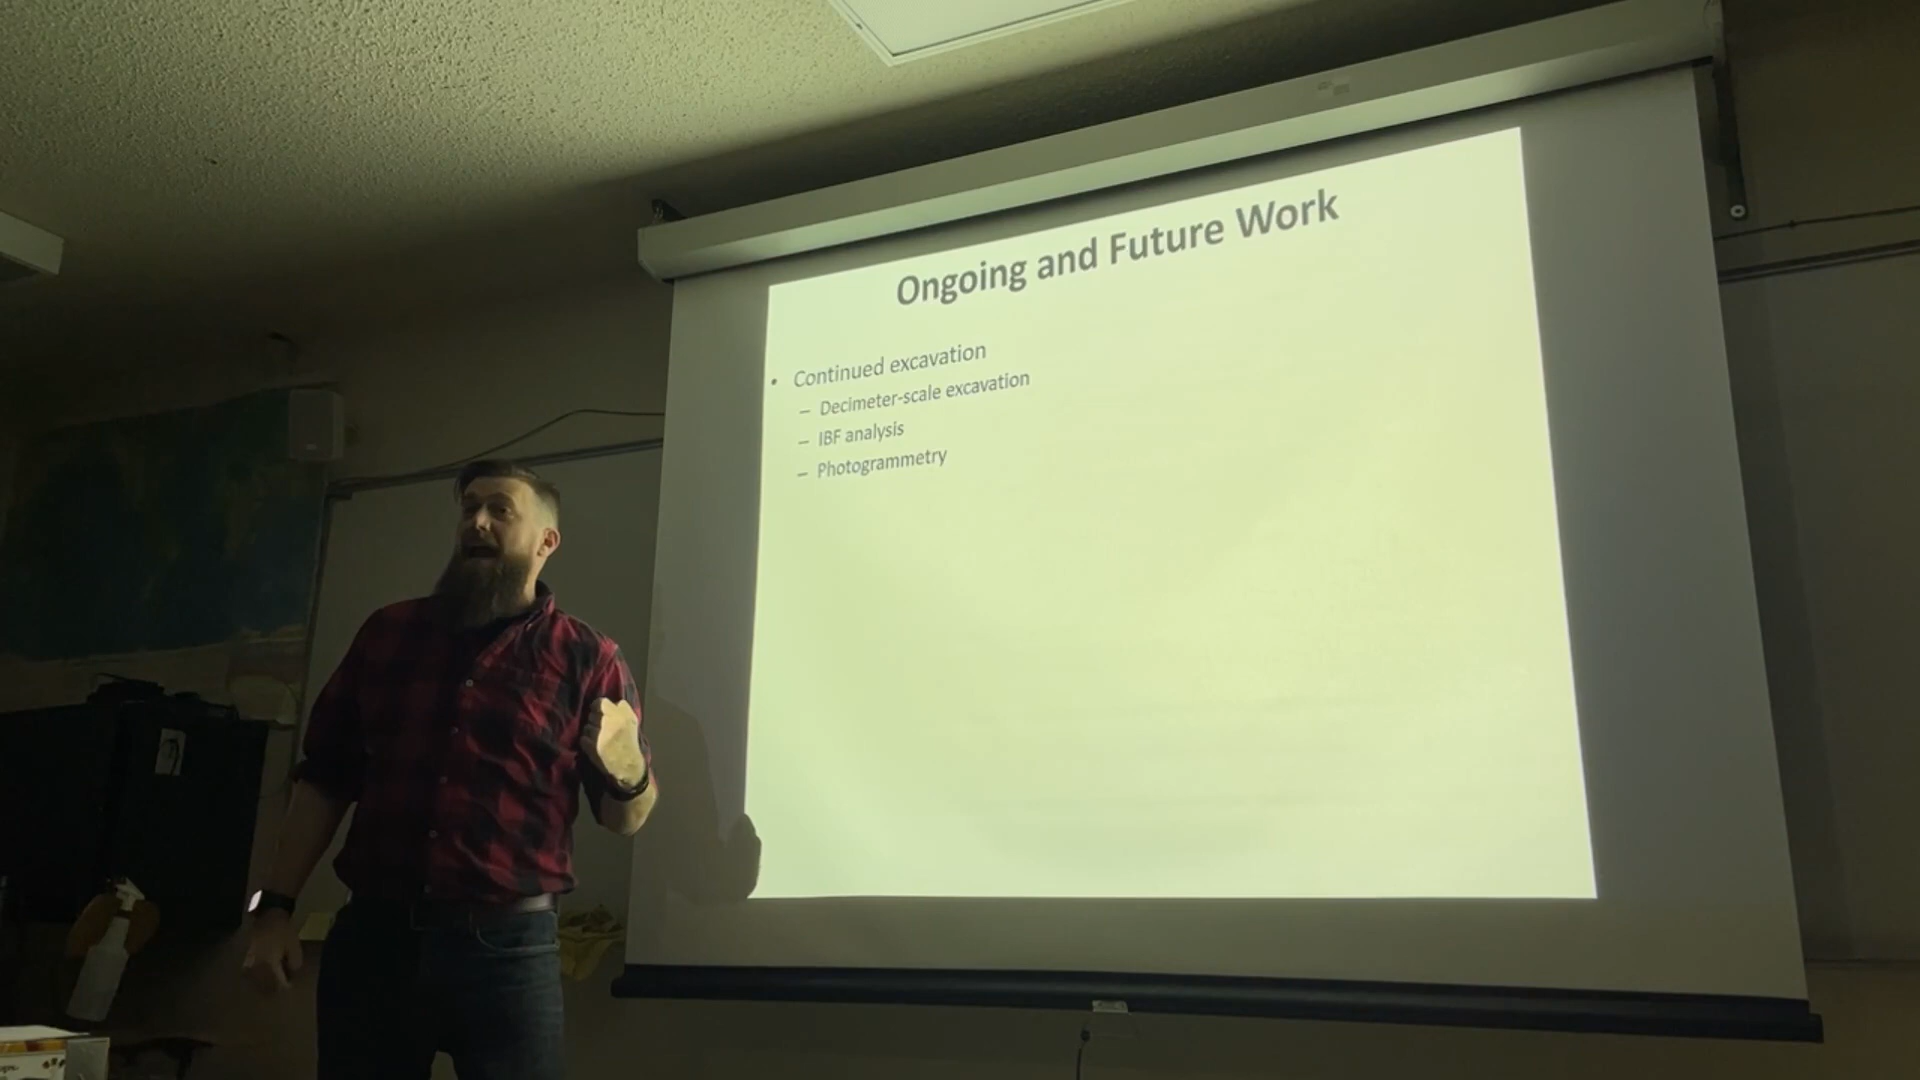 Ongoing and Future Work
• Continued excavation
– Decimeter-scale excavation
– IBF analysis
– Photogrammetry